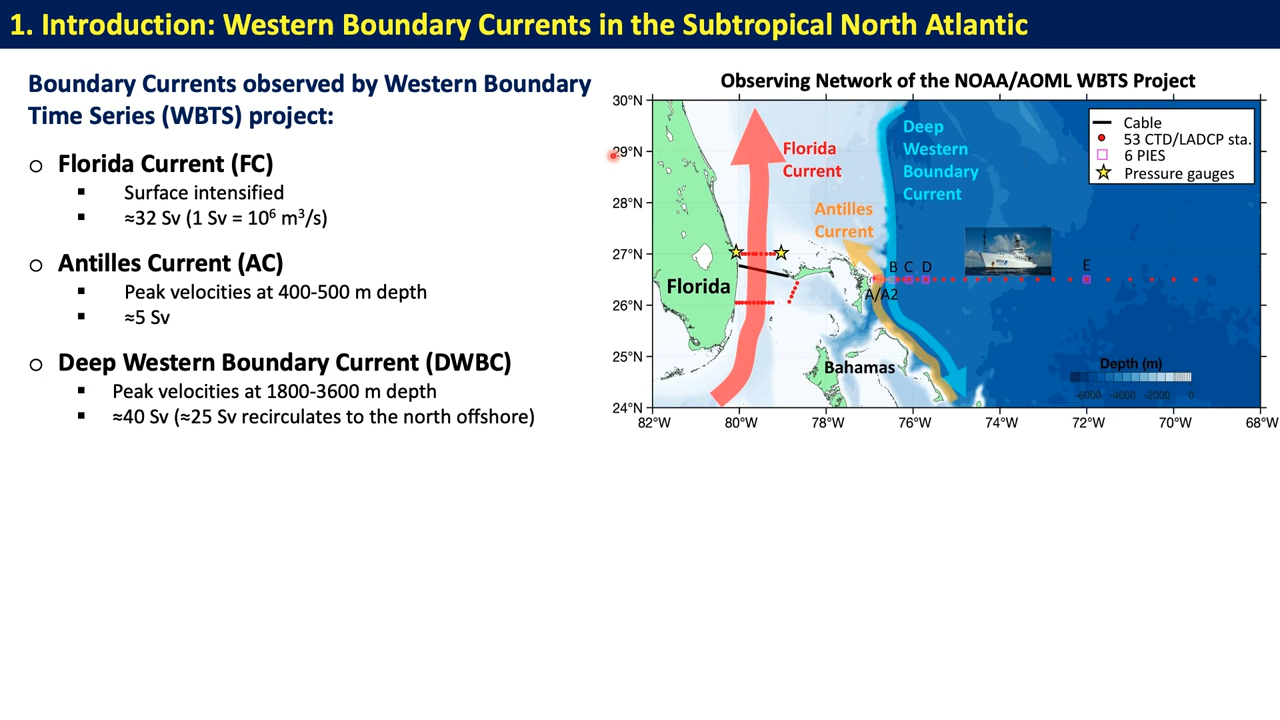 1. Introduction: Western Boundary Currents in the Subtropical North Atlantic
Boundary Currents observed by Western Boundary
Time Series (WBTS) project:
o Florida Current (FC)
▪ Surface intensified
▪ ≈32 Sv (1 Sv = 10⁶ m³/s)
o Antilles Current (AC)
▪ Peak velocities at 400-500 m depth
▪ ≈5 Sv
o Deep Western Boundary Current (DWBC)
▪ Peak velocities at 1800-3600 m depth
▪ ≈40 Sv (≈25 Sv recirculates to the north offshore)
Observing Network of the NOAA/AOML WBTS Project
30°N
29°N
28°N
27°N
26°N
25°N
24°N
82°W 80°W 78°W 76°W 74°W 72°W 70°W 68°W
Florida
Current
Antilles
Current
Deep
Western
Boundary
Current
Cable
53 CTD/LADCP sta.
6 PIES
Pressure gauges
B C D E
A/A2
Florida
Bahamas
Depth (m)
-6000 -4000 -2000 0